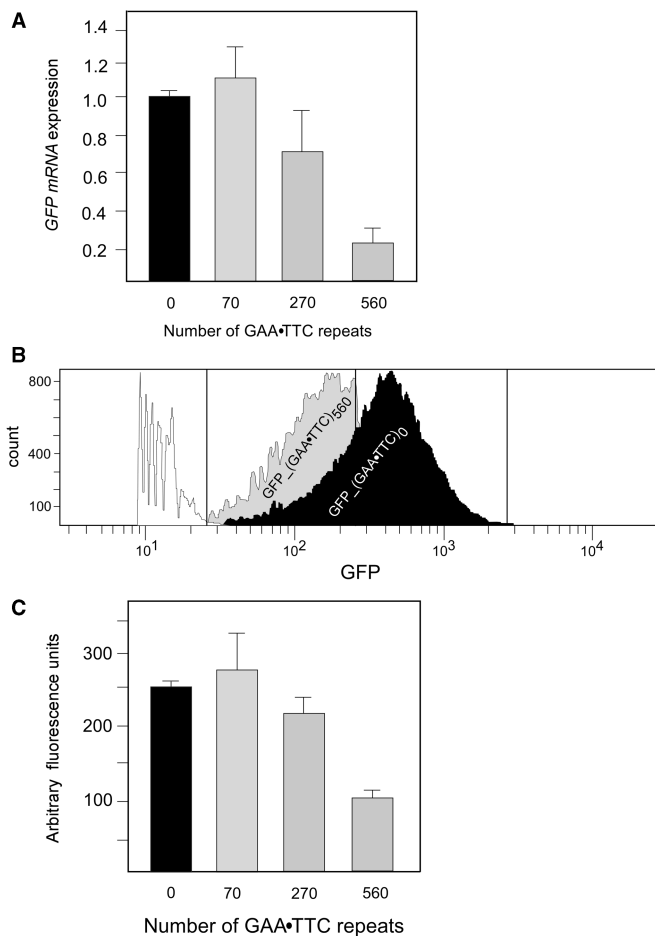 A
GFP mRNA expression
1.4
1.2
1.0
0.8
0.6
0.4
0.2
0 70 270 560
Number of GAA•TTC repeats
B
count
800
400
100
GFP_(GAA•TTC)560
GFP_(GAA•TTC)0
10¹ 10² 10³ 10⁴
GFP
C
Arbitrary fluorescence units
300
200
100
0 70 270 560
Number of GAA•TTC repeats